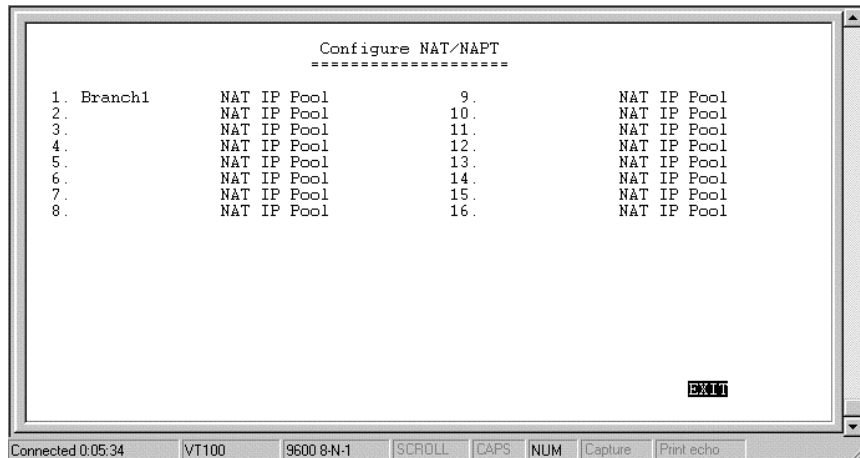 Configure NAT/NAPT
=====================
1. Branch1 NAT IP Pool 9. NAT IP Pool
2. NAT IP Pool 10. NAT IP Pool
3. NAT IP Pool 11. NAT IP Pool
4. NAT IP Pool 12. NAT IP Pool
5. NAT IP Pool 13. NAT IP Pool
6. NAT IP Pool 14. NAT IP Pool
7. NAT IP Pool 15. NAT IP Pool
8. NAT IP Pool 16. NAT IP Pool
EXIT
Connected 0:05:34 VT100 9600 8-N-1 SCROLL CAPS NUM Capture Print echo